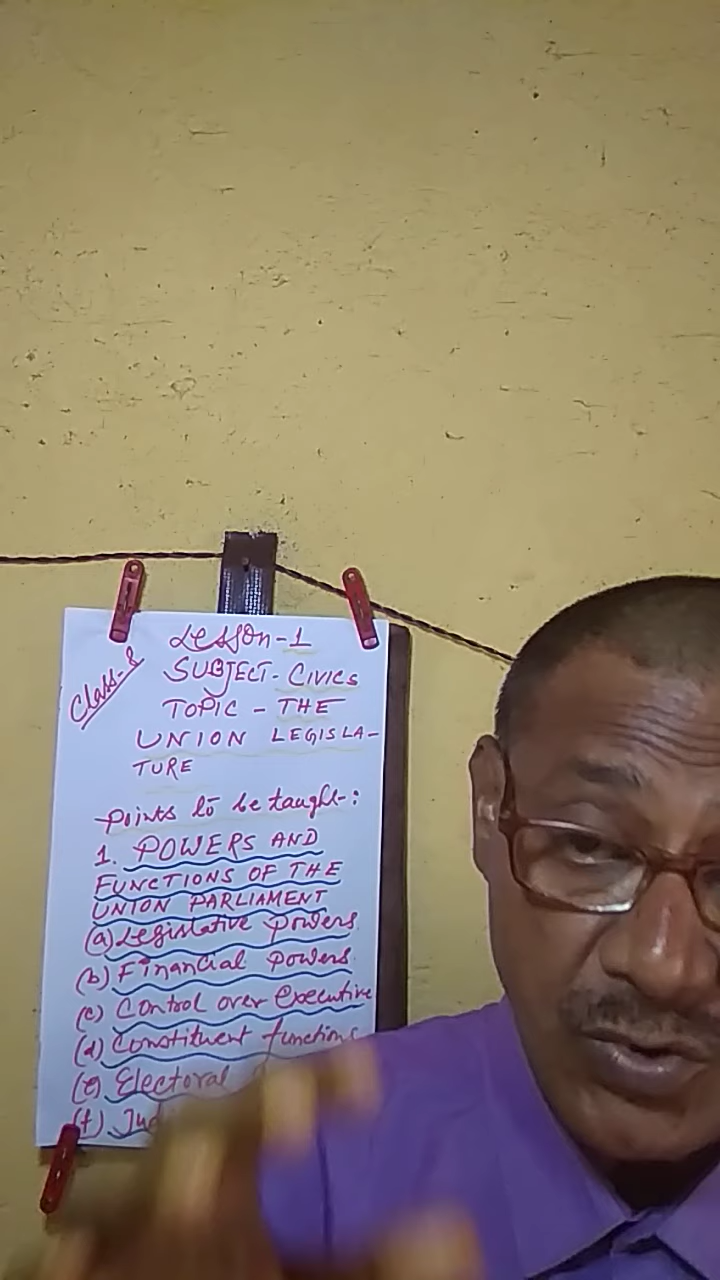 Lesson-1
Class-8
SUBJECT- CIVICS
TOPIC - THE
UNION LEGISLA-
TURE
Points to be taught-:
1. POWERS AND
FUNCTIONS OF THE
UNION PARLIAMENT
(a) Legislative powers
(b) Financial powers
(c) Control over Executive
(d) Constituent functions
(e) Electoral
(f)